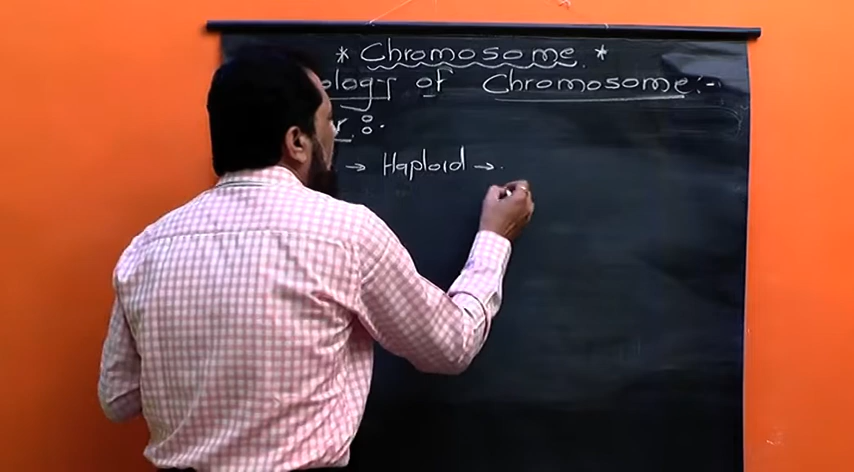 * Chromosome *
of Chromosome:-
→ Haploid →